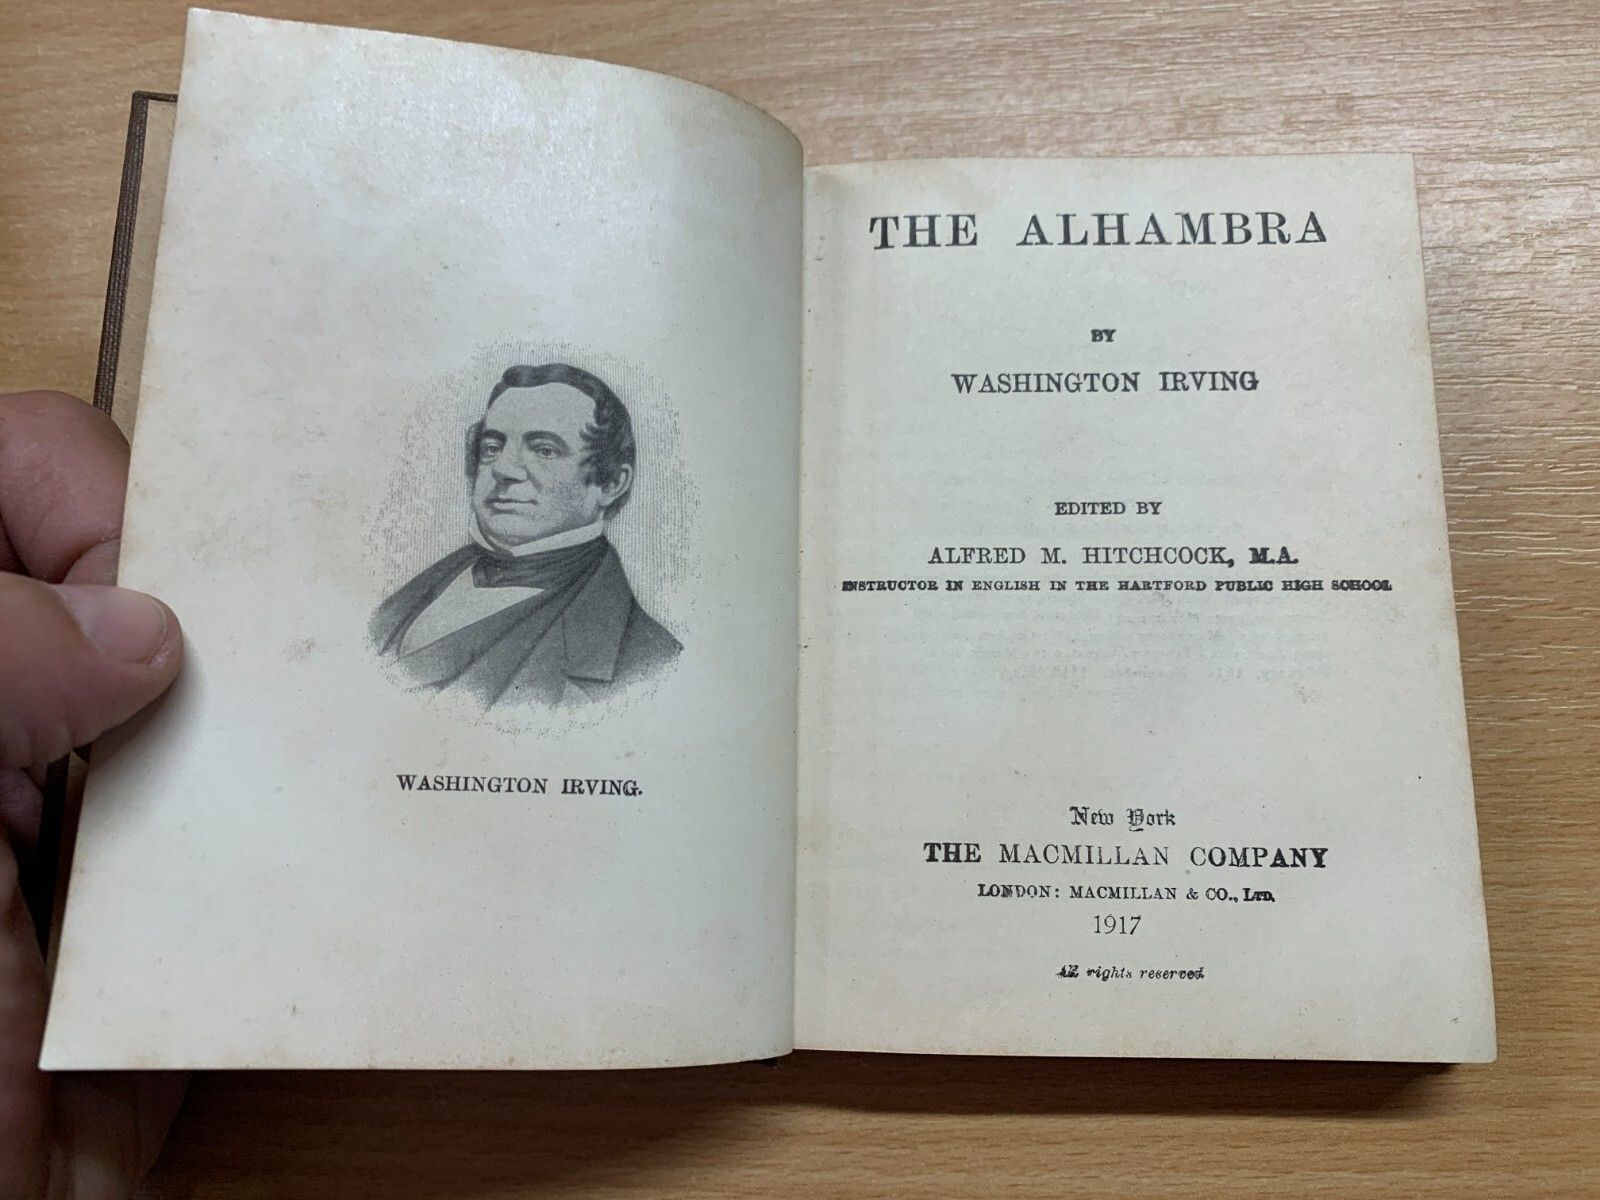 WASHINGTON IRVING.
THE ALHAMBRA
BY
WASHINGTON IRVING
EDITED BY
ALFRED M. HITCHCOCK, M.A.
INSTRUCTOR IN ENGLISH IN THE HARTFORD PUBLIC HIGH SCHOOL
New York
THE MACMILLAN COMPANY
LONDON: MACMILLAN & CO., LTD.
1917
All rights reserved